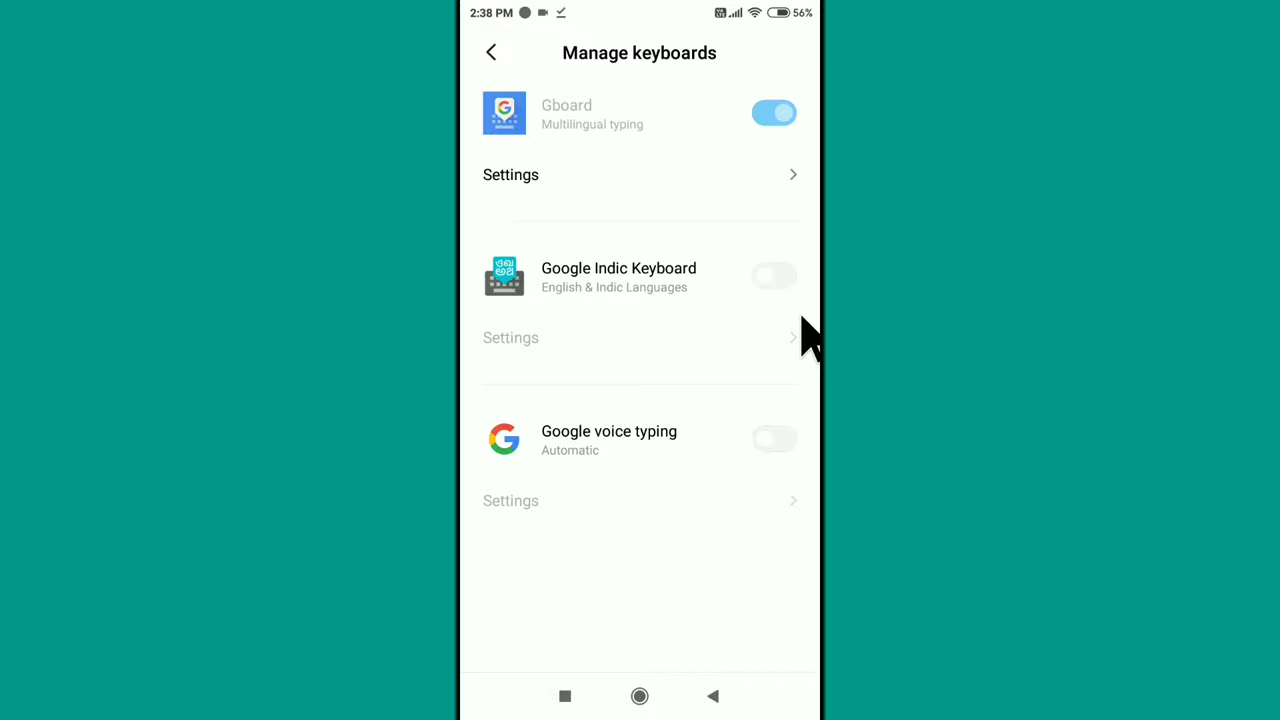 2:38 PM
56%
Manage keyboards
Gboard
Multilingual typing
Settings
Google Indic Keyboard
English & Indic Languages
Settings
Google voice typing
Automatic
Settings